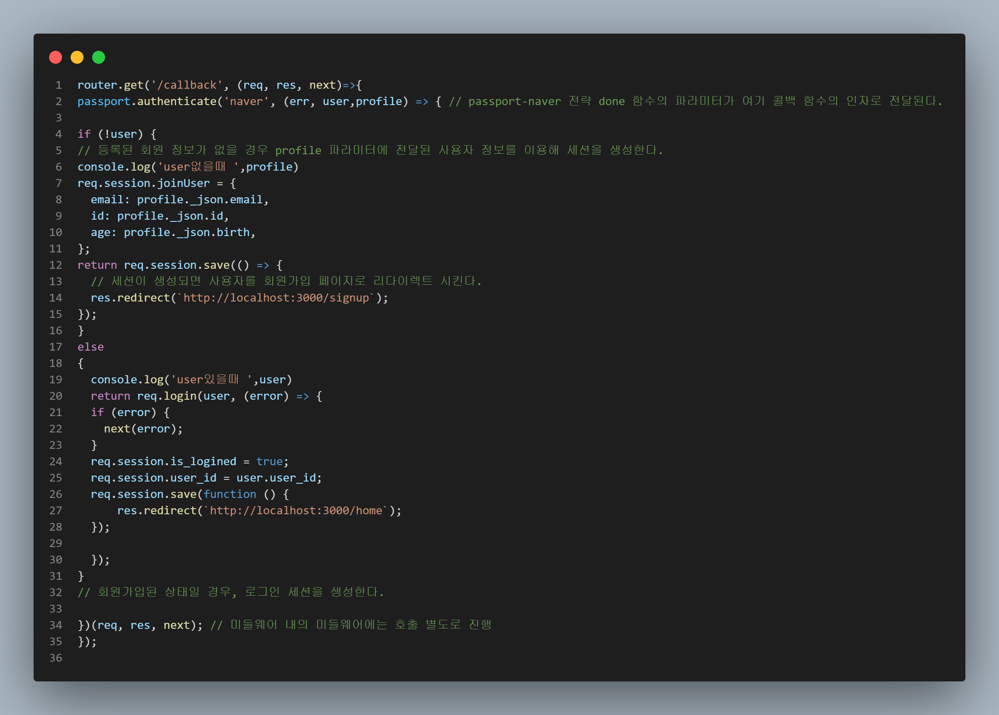 1 router.get('/callback', (req, res, next)=>{
2 passport.authenticate('naver', (err, user,profile) => { // passport-naver 전략 done 함수의 파라미터가 여기 콜백 함수의 인자로 전달된다.
3
4 if (!user) {
5 // 등록된 회원 정보가 없을 경우 profile 파라미터에 전달된 사용자 정보를 이용해 세션을 생성한다.
6 console.log('user없을때 ',profile)
7 req.session.joinUser = {
8   email: profile._json.email,
9   id: profile._json.id,
10   age: profile._json.birth,
11 };
12 return req.session.save(() => {
13   // 세션이 생성되면 사용자를 회원가입 페이지로 리다이렉트 시킨다.
14   res.redirect(`http://localhost:3000/signup`);
15 });
16 }
17 else
18 {
19   console.log('user있을때 ',user)
20   return req.login(user, (error) => {
21   if (error) {
22     next(error);
23   }
24   req.session.is_logined = true;
25   req.session.user_id = user.user_id;
26   req.session.save(function () {
27       res.redirect(`http://localhost:3000/home`);
28   });
29
30   });
31 }
32 // 회원가입된 상태일 경우, 로그인 세션을 생성한다.
33
34 })(req, res, next); // 미들웨어 내의 미들웨어에는 호출 별도로 진행
35 });
36